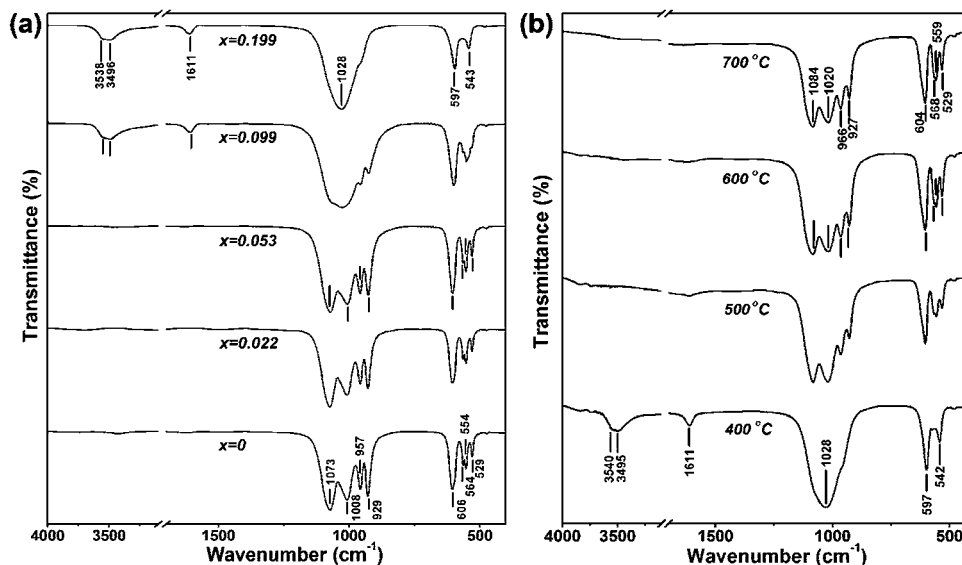 (a)
Transmittance (%)
x=0.199
3538
3496
1611
1028
597
543
x=0.099
x=0.053
x=0.022
x=0
1073
1008
957
929
606
554
564
529
4000
3500
1000
500
Wavenumber (cm⁻¹)
(b)
Transmittance (%)
700 °C
1084
1020
966
927
604
559
568
529
600 °C
500 °C
400 °C
3540
3495
1611
1028
597
542
4000
3500
1500
1000
500
Wavenumber (cm⁻¹)